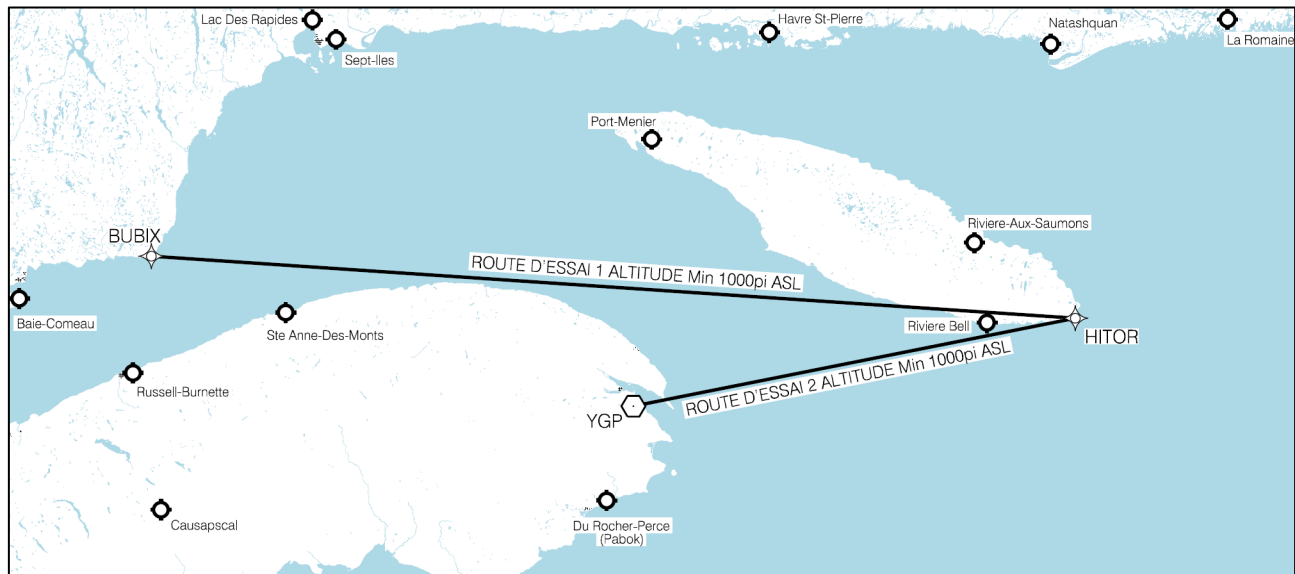 Lac Des Rapides
Sept-Iles
Havre St-Pierre
Natashquan
La Romaine
Port-Menier
BUBIX
Riviere-Aux-Saumons
ROUTE D'ESSAI 1 ALTITUDE Min 1000pi ASL
Baie-Comeau
Ste Anne-Des-Monts
Riviere Bell
HITOR
ROUTE D'ESSAI 2 ALTITUDE Min 1000pi ASL
Russell-Burnette
YGP
Causapscal
Du Rocher-Perce
(Pabok)